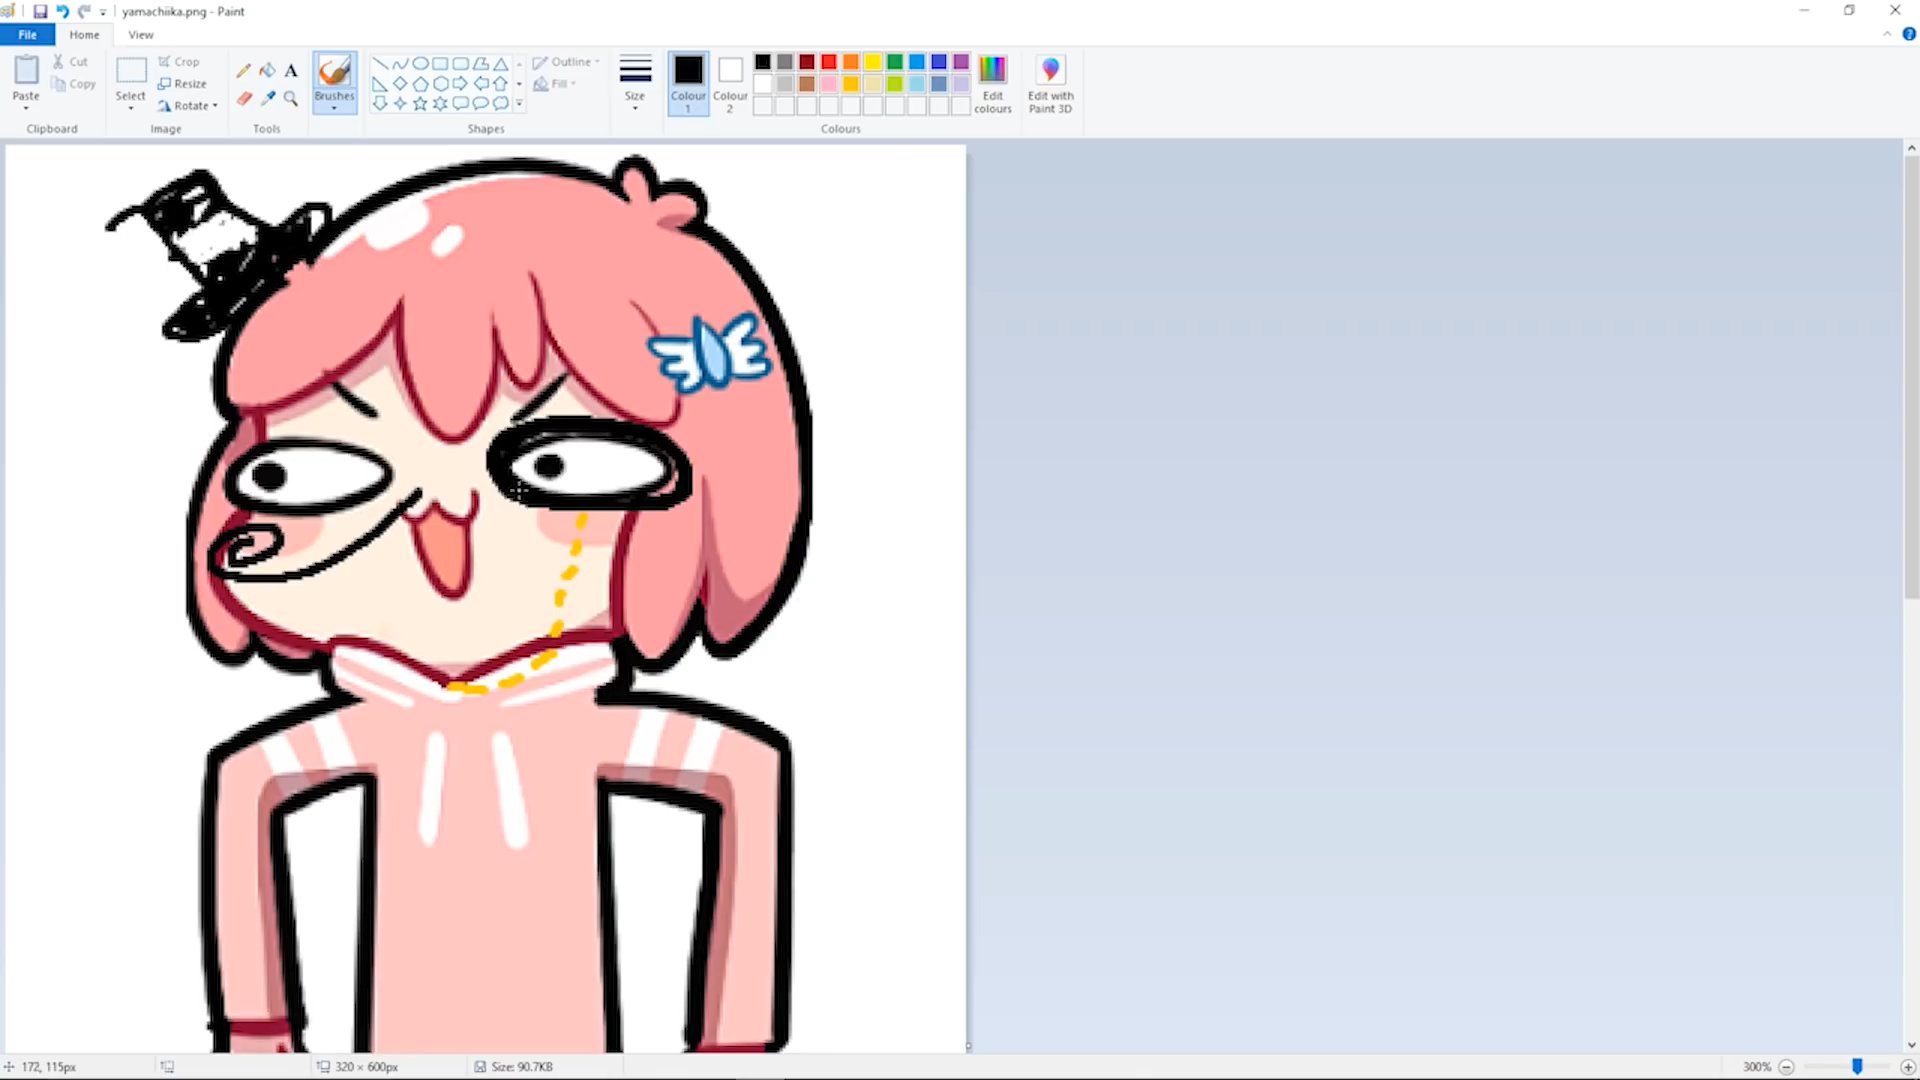 yamachiika.png - Paint
File Home View
Paste Cut Copy Clipboard
Select Crop Resize Rotate Image
A Tools
Brushes
Outline Fill Shapes
Size
Colour 1
Colour 2
Edit colours
Colours
Edit with Paint 3D
172, 115px
320 × 600px
Size: 90.7KB
300%